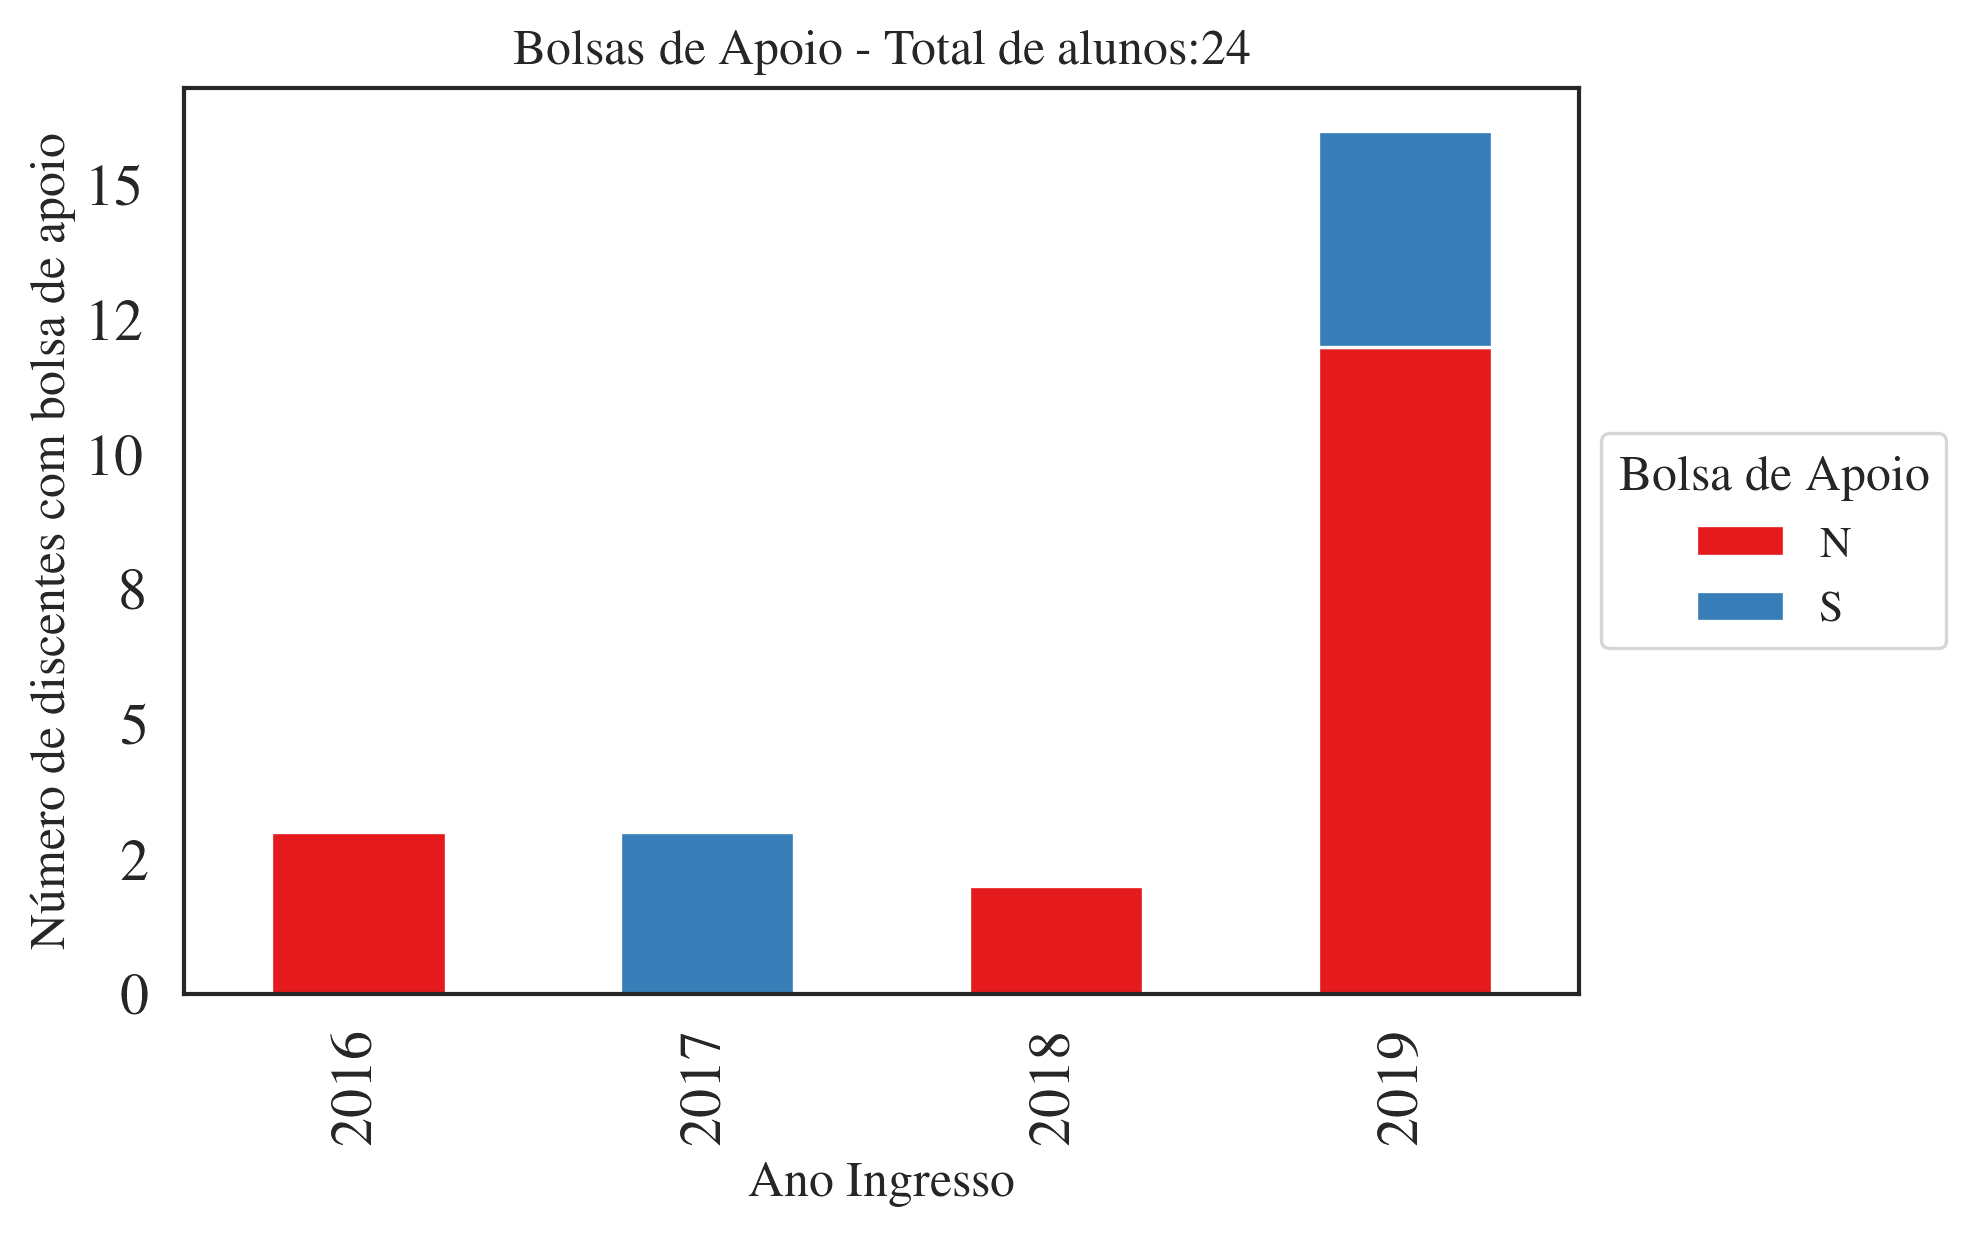 Bolsas de Apoio - Total de alunos:24
Número de discentes com bolsa de apoio
15
12
10
8
5
2
0
2016
2017
2018
2019
Ano Ingresso
Bolsa de Apoio
N
S